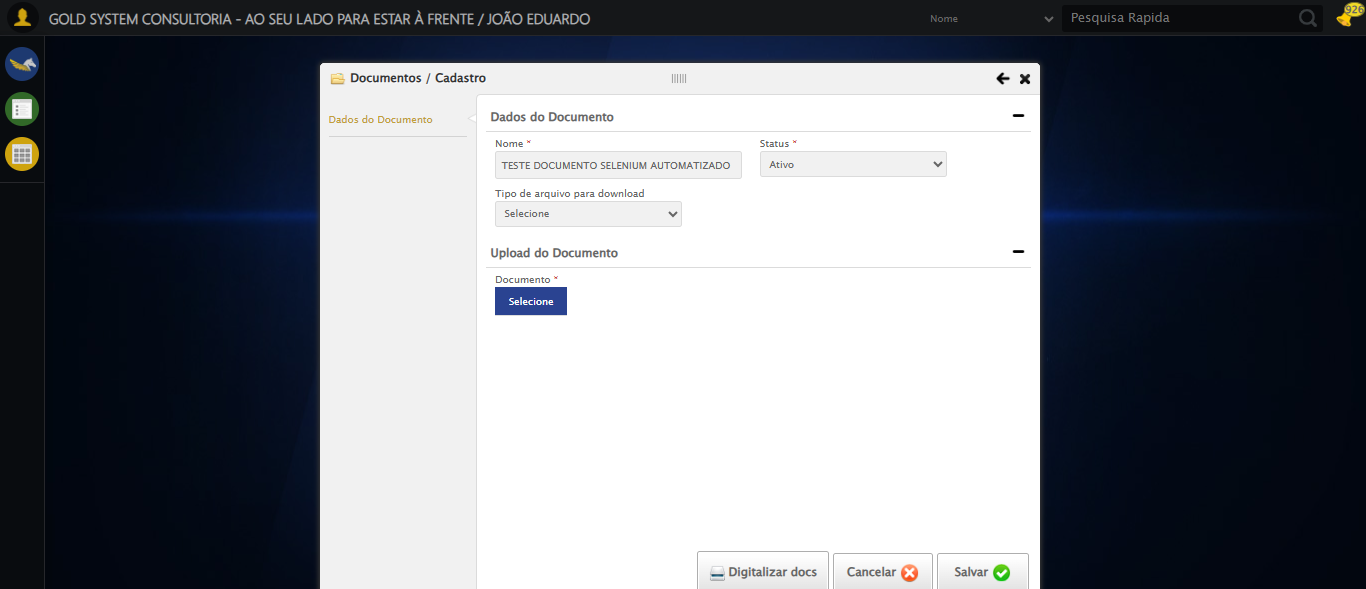 GOLD SYSTEM CONSULTORIA - AO SEU LADO PARA ESTAR À FRENTE / JOÃO EDUARDO
Nome
Pesquisa Rapida
926
Documentos / Cadastro
Dados do Documento
Dados do Documento
Nome *
Status *
TESTE DOCUMENTO SELENIUM AUTOMATIZADO
Ativo
Tipo de arquivo para download
Selecione
Upload do Documento
Documento *
Selecione
Digitalizar docs
Cancelar
Salvar